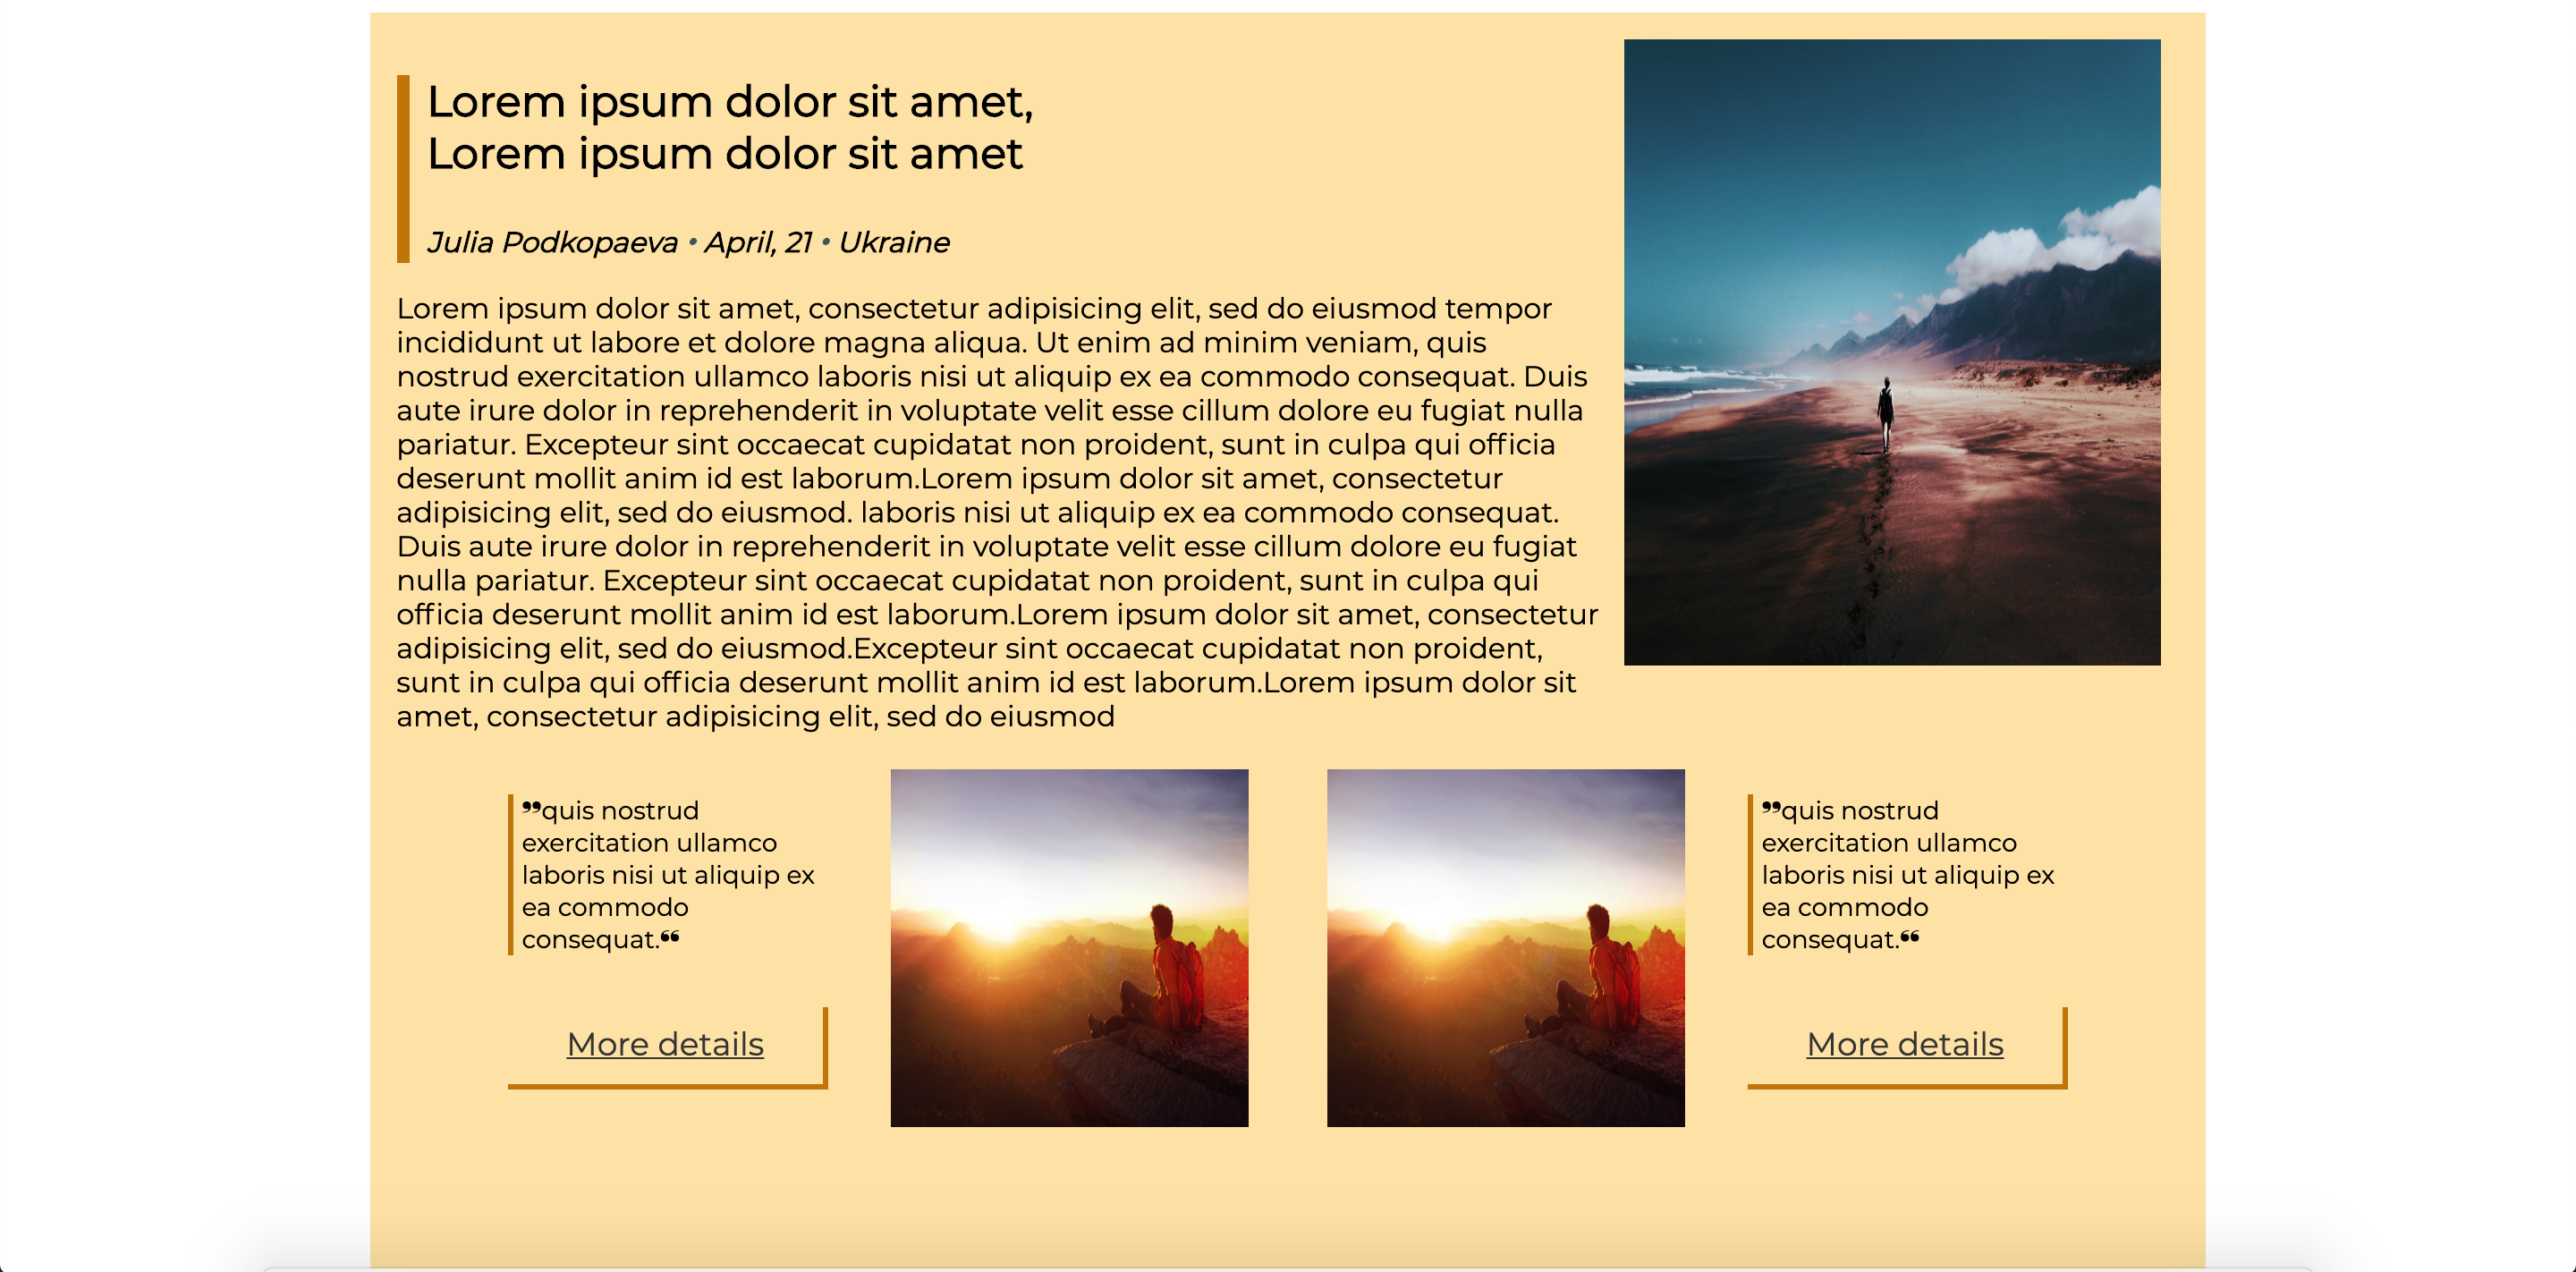 Lorem ipsum dolor sit amet,
Lorem ipsum dolor sit amet
Julia Podkopaeva • April, 21 • Ukraine
Lorem ipsum dolor sit amet, consectetur adipisicing elit, sed do eiusmod tempor
incididunt ut labore et dolore magna aliqua. Ut enim ad minim veniam, quis
nostrud exercitation ullamco laboris nisi ut aliquip ex ea commodo consequat. Duis
aute irure dolor in reprehenderit in voluptate velit esse cillum dolore eu fugiat nulla
pariatur. Excepteur sint occaecat cupidatat non proident, sunt in culpa qui officia
deserunt mollit anim id est laborum.Lorem ipsum dolor sit amet, consectetur
adipisicing elit, sed do eiusmod. laboris nisi ut aliquip ex ea commodo consequat.
Duis aute irure dolor in reprehenderit in voluptate velit esse cillum dolore eu fugiat
nulla pariatur. Excepteur sint occaecat cupidatat non proident, sunt in culpa qui
officia deserunt mollit anim id est laborum.Lorem ipsum dolor sit amet, consectetur
adipisicing elit, sed do eiusmod.Excepteur sint occaecat cupidatat non proident,
sunt in culpa qui officia deserunt mollit anim id est laborum.Lorem ipsum dolor sit
amet, consectetur adipisicing elit, sed do eiusmod
❞quis nostrud
exercitation ullamco
laboris nisi ut aliquip ex
ea commodo
consequat.❝
More details
❞quis nostrud
exercitation ullamco
laboris nisi ut aliquip ex
ea commodo
consequat.❝
More details